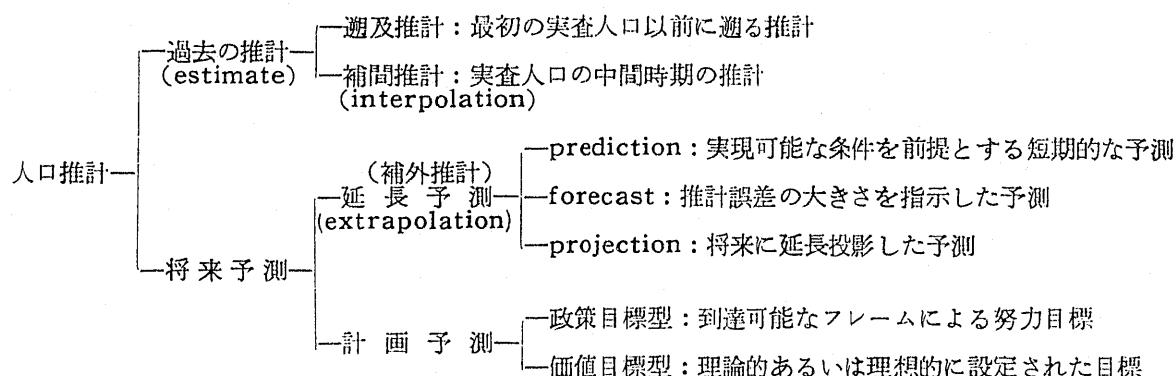 遡及推計：最初の実査人口以前に遡る推計
過去の推計
(estimate)
補間推計：実査人口の中間時期の推計
(interpolation)
人口推計
prediction：実現可能な条件を前提とする短期的な予測
(補外推計)
延長予測
(extrapolation)
forecast：推計誤差の大きさを指示した予測
projection：将来に延長投影した予測
将来予測
政策目標型：到達可能なフレームによる努力目標
計画予測
価値目標型：理論的あるいは理想的に設定された目標